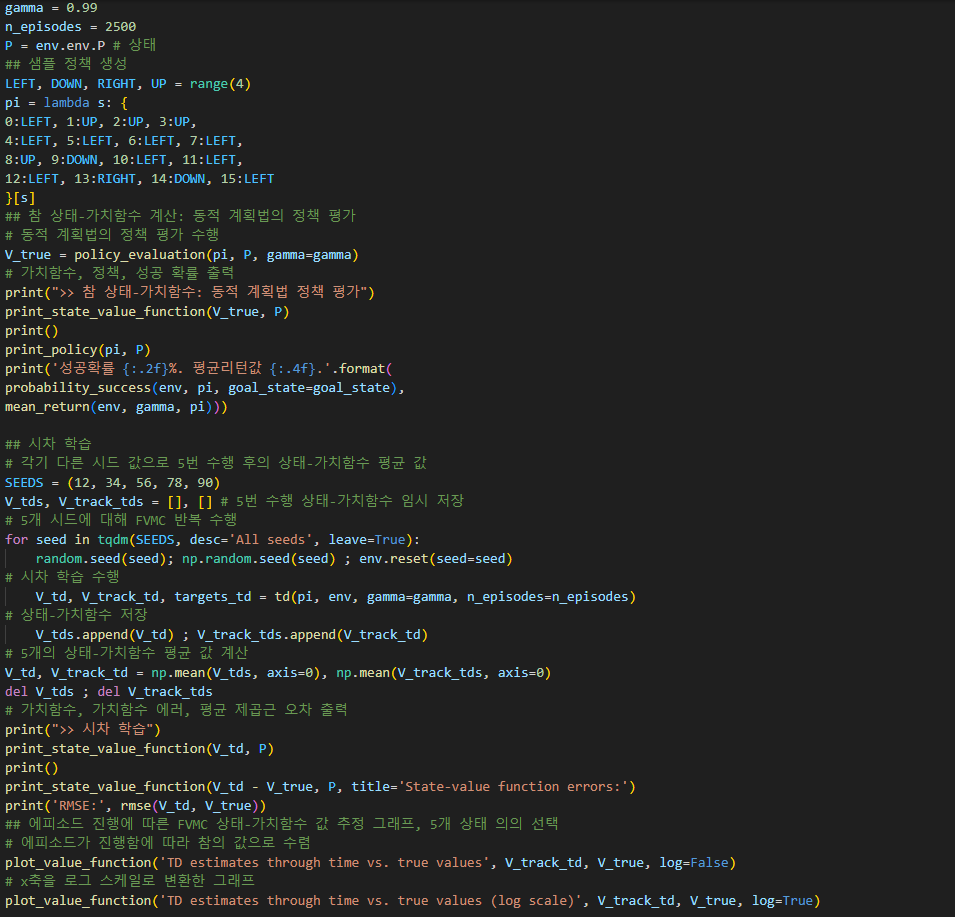 gamma = 0.99
n_episodes = 2500
P = env.env.P # 상태
## 샘플 정책 생성
LEFT, DOWN, RIGHT, UP = range(4)
pi = lambda s: {
0:LEFT, 1:UP, 2:UP, 3:UP,
4:LEFT, 5:LEFT, 6:LEFT, 7:LEFT,
8:UP, 9:DOWN, 10:LEFT, 11:LEFT,
12:LEFT, 13:RIGHT, 14:DOWN, 15:LEFT
}[s]
## 참 상태-가치함수 계산: 동적 계획법의 정책 평가
# 동적 계획법의 정책 평가 수행
V_true = policy_evaluation(pi, P, gamma=gamma)
# 가치함수, 정책, 성공 확률 출력
print(">> 참 상태-가치함수: 동적 계획법 정책 평가")
print_state_value_function(V_true, P)
print()
print_policy(pi, P)
print('성공확률 {:.2f}%. 평균리턴값 {:.4f}.'.format(
probability_success(env, pi, goal_state=goal_state),
mean_return(env, gamma, pi)))

## 시차 학습
# 각기 다른 시드 값으로 5번 수행 후의 상태-가치함수 평균 값
SEEDS = (12, 34, 56, 78, 90)
V_tds, V_track_tds = [], [] # 5번 수행 상태-가치함수 임시 저장
# 5개 시드에 대해 FVMC 반복 수행
for seed in tqdm(SEEDS, desc='All seeds', leave=True):
    random.seed(seed); np.random.seed(seed) ; env.reset(seed=seed)
# 시차 학습 수행
    V_td, V_track_td, targets_td = td(pi, env, gamma=gamma, n_episodes=n_episodes)
# 상태-가치함수 저장
    V_tds.append(V_td) ; V_track_tds.append(V_track_td)
# 5개의 상태-가치함수 평균 값 계산
V_td, V_track_td = np.mean(V_tds, axis=0), np.mean(V_track_tds, axis=0)
del V_tds ; del V_track_tds
# 가치함수, 가치함수 에러, 평균 제곱근 오차 출력
print(">> 시차 학습")
print_state_value_function(V_td, P)
print()
print_state_value_function(V_td - V_true, P, title='State-value function errors:')
print('RMSE:', rmse(V_td, V_true))
## 에피소드 진행에 따른 FVMC 상태-가치함수 값 추정 그래프, 5개 상태 의의 선택
# 에피소드가 진행함에 따라 참의 값으로 수렴
plot_value_function('TD estimates through time vs. true values', V_track_td, V_true, log=False)
# x축을 로그 스케일로 변환한 그래프
plot_value_function('TD estimates through time vs. true values (log scale)', V_track_td, V_true, log=True)